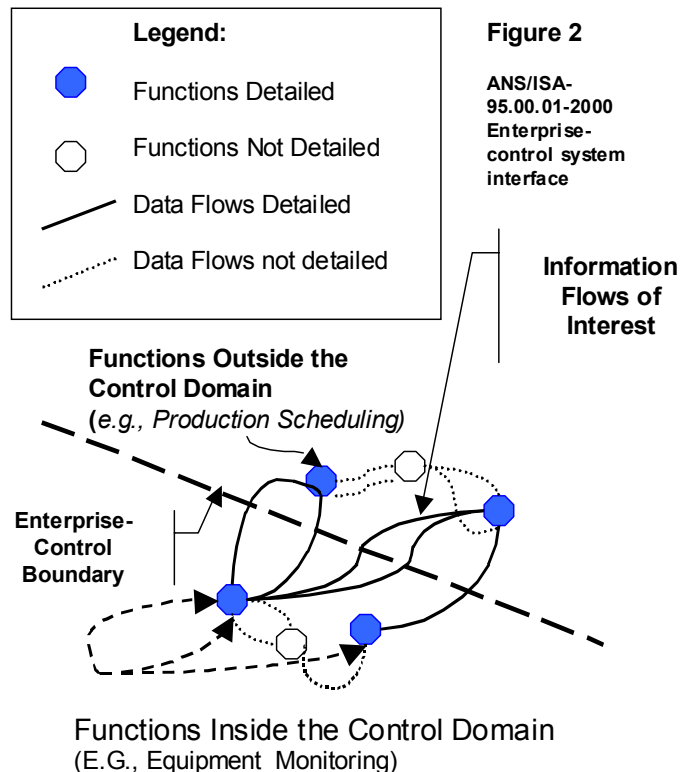 Legend:
Functions Detailed
Functions Not Detailed
Data Flows Detailed
Data Flows not detailed
Figure 2
ANS/ISA-
95.00.01-2000
Enterprise-
control system
interface
Information
Flows of
Interest
Functions Outside the
Control Domain
(e.g., Production Scheduling)
Enterprise-
Control
Boundary
Functions Inside the Control Domain
(E.G., Equipment Monitoring)